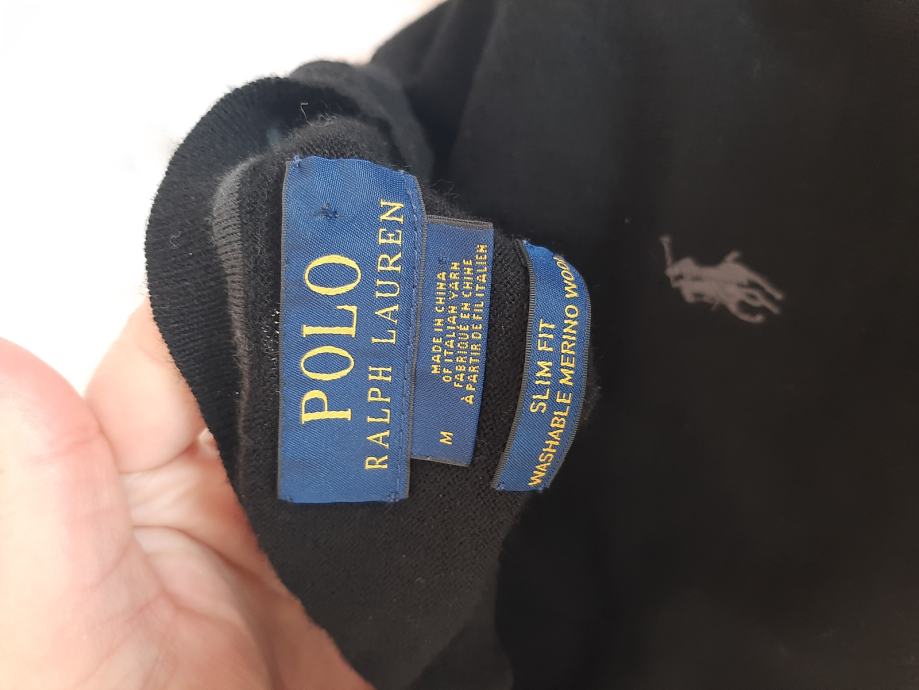 POLO
RALPH LAUREN
MADE IN CHINA
OF ITALIAN YARN
FABRIQUÉ EN CHINE
À PARTIR DE FIL ITALIEN
M
SLIM FIT
WASHABLE MERINO WOOL